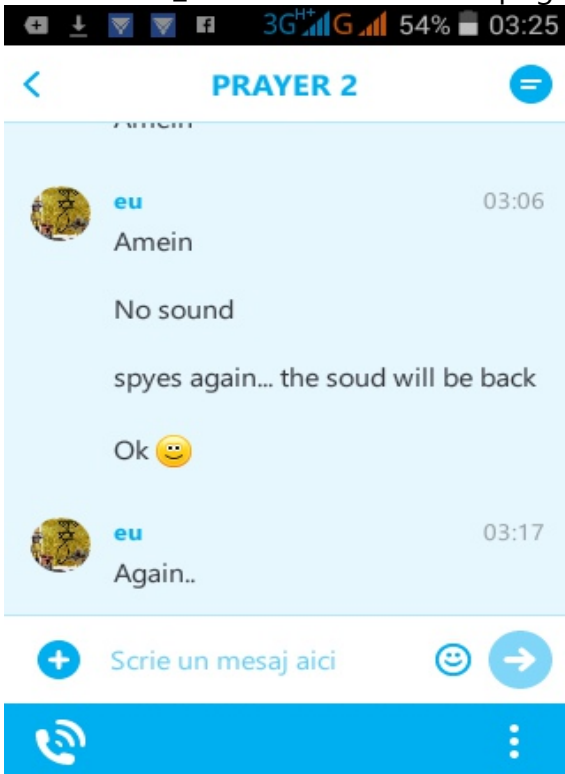 3G H+ G 54% 03:25
PRAYER 2
Amein
eu 03:06
Amein
No sound
spyes again... the soud will be back
Ok
eu 03:17
Again..
Scrie un mesaj aici